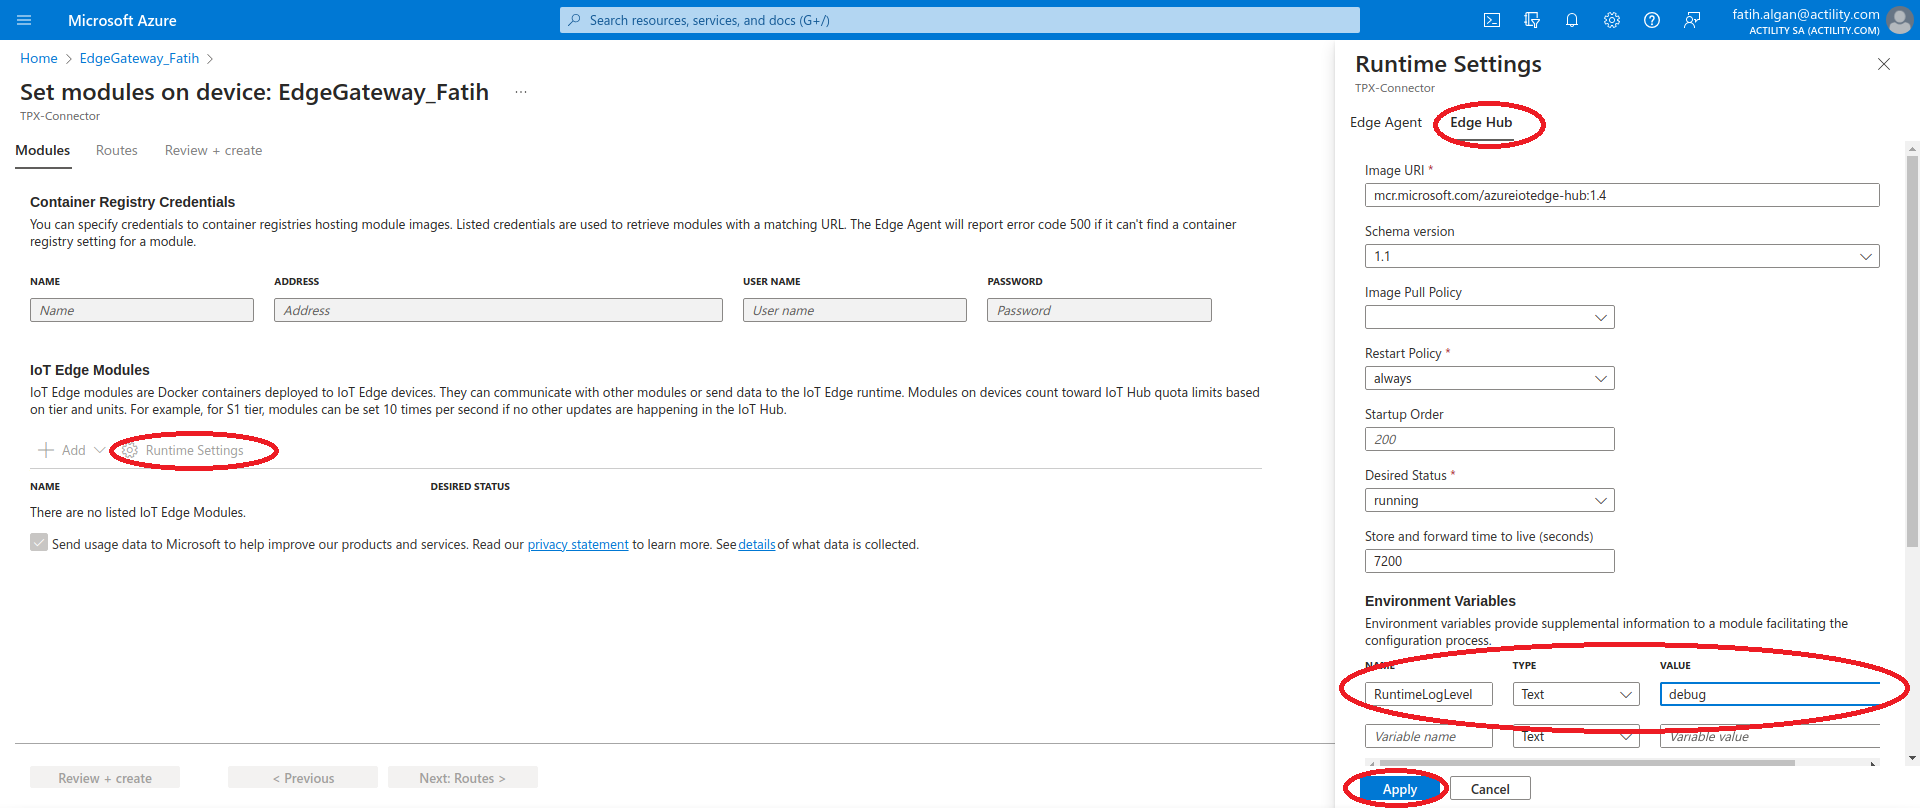 Microsoft Azure
Search resources, services, and docs (G+/)
fatih.algan@actility.com
ACTILITY SA (ACTILITY.COM)
Home > EdgeGateway_Fatih >
Set modules on device: EdgeGateway_Fatih ...
TPX-Connector
Modules Routes Review + create
Container Registry Credentials
You can specify credentials to container registries hosting module images. Listed credentials are used to retrieve modules with a matching URL. The Edge Agent will report error code 500 if it can't find a container
registry setting for a module.
NAME ADDRESS USER NAME PASSWORD
Name Address User name Password
IoT Edge Modules
IoT Edge modules are Docker containers deployed to IoT Edge devices. They can communicate with other modules or send data to the IoT Edge runtime. Modules on devices count toward IoT Hub quota limits based
on tier and units. For example, for S1 tier, modules can be set 10 times per second if no other updates are happening in the IoT Hub.
Add Runtime Settings
NAME DESIRED STATUS
There are no listed IoT Edge Modules.
Send usage data to Microsoft to help improve our products and services. Read our privacy statement to learn more. See details of what data is collected.
Review + create < Previous Next: Routes >
Runtime Settings
TPX-Connector
Edge Agent Edge Hub
Image URI *
mcr.microsoft.com/azureiotedge-hub:1.4
Schema version
1.1
Image Pull Policy
Restart Policy *
always
Startup Order
200
Desired Status *
running
Store and forward time to live (seconds)
7200
Environment Variables
Environment variables provide supplemental information to a module facilitating the
configuration process.
NAME TYPE VALUE
RuntimeLogLevel Text debug
Variable name Text Variable value
Apply Cancel